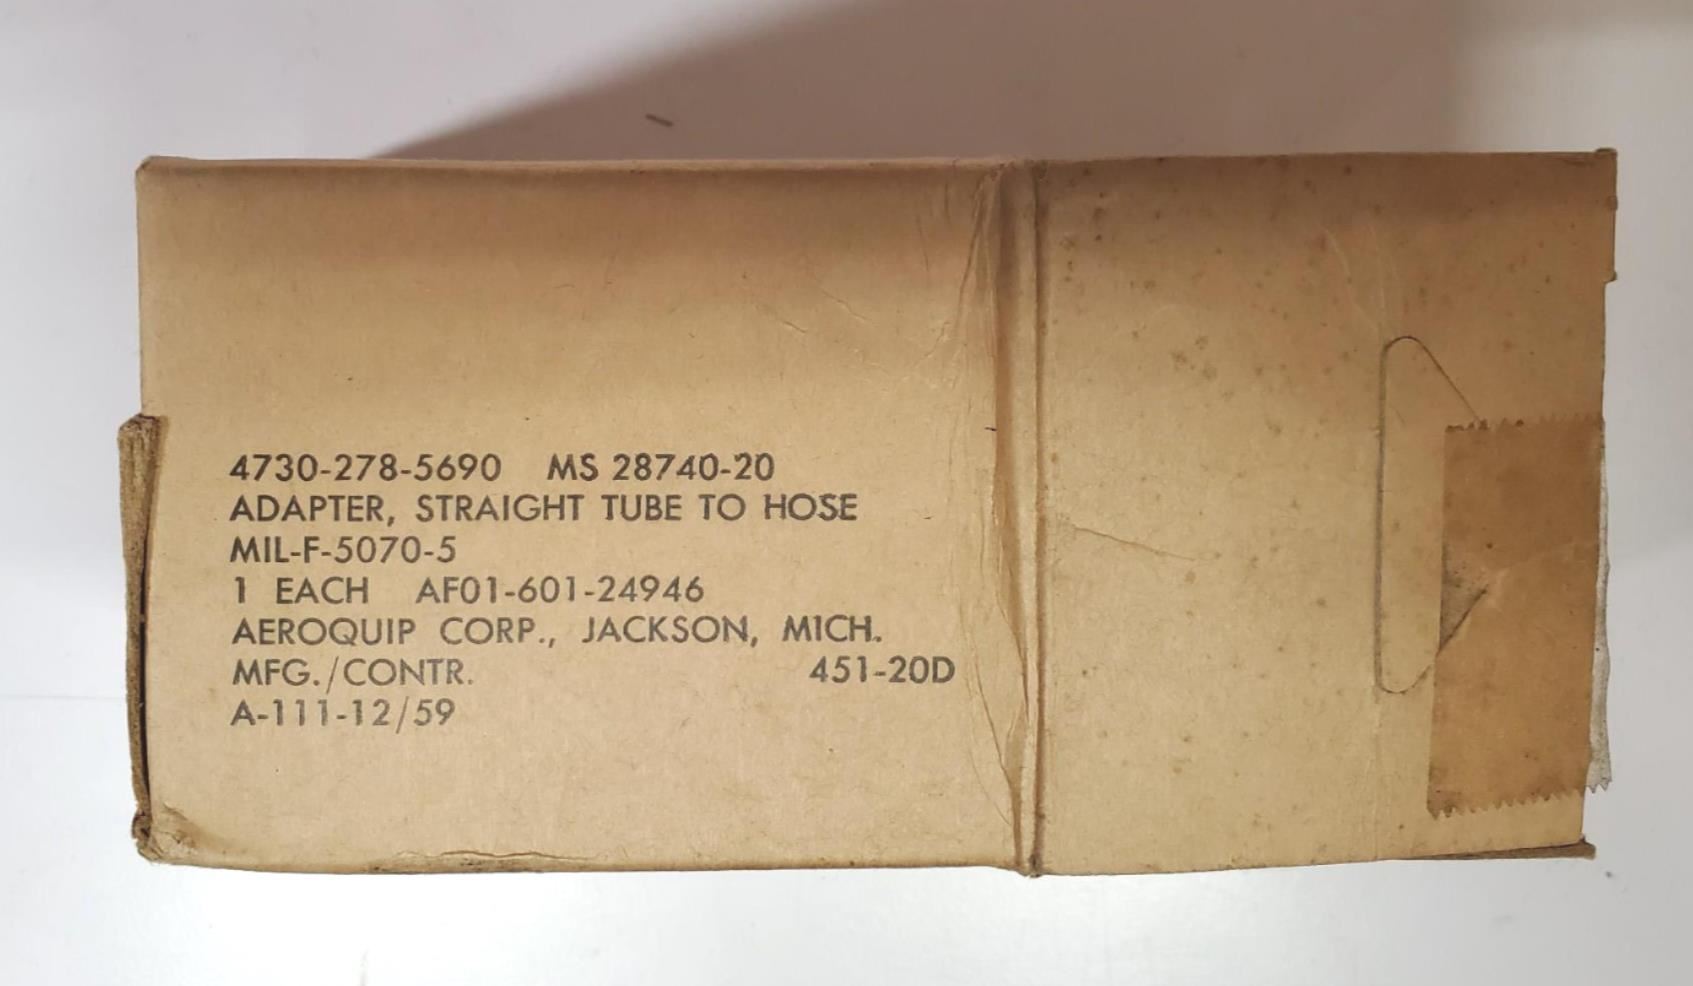 4730-278-5690 MS 28740-20
ADAPTER, STRAIGHT TUBE TO HOSE
MIL-F-5070-5
1 EACH AF01-601-24946
AEROQUIP CORP., JACKSON, MICH.
MFG./CONTR. 451-20D
A-111-12/59